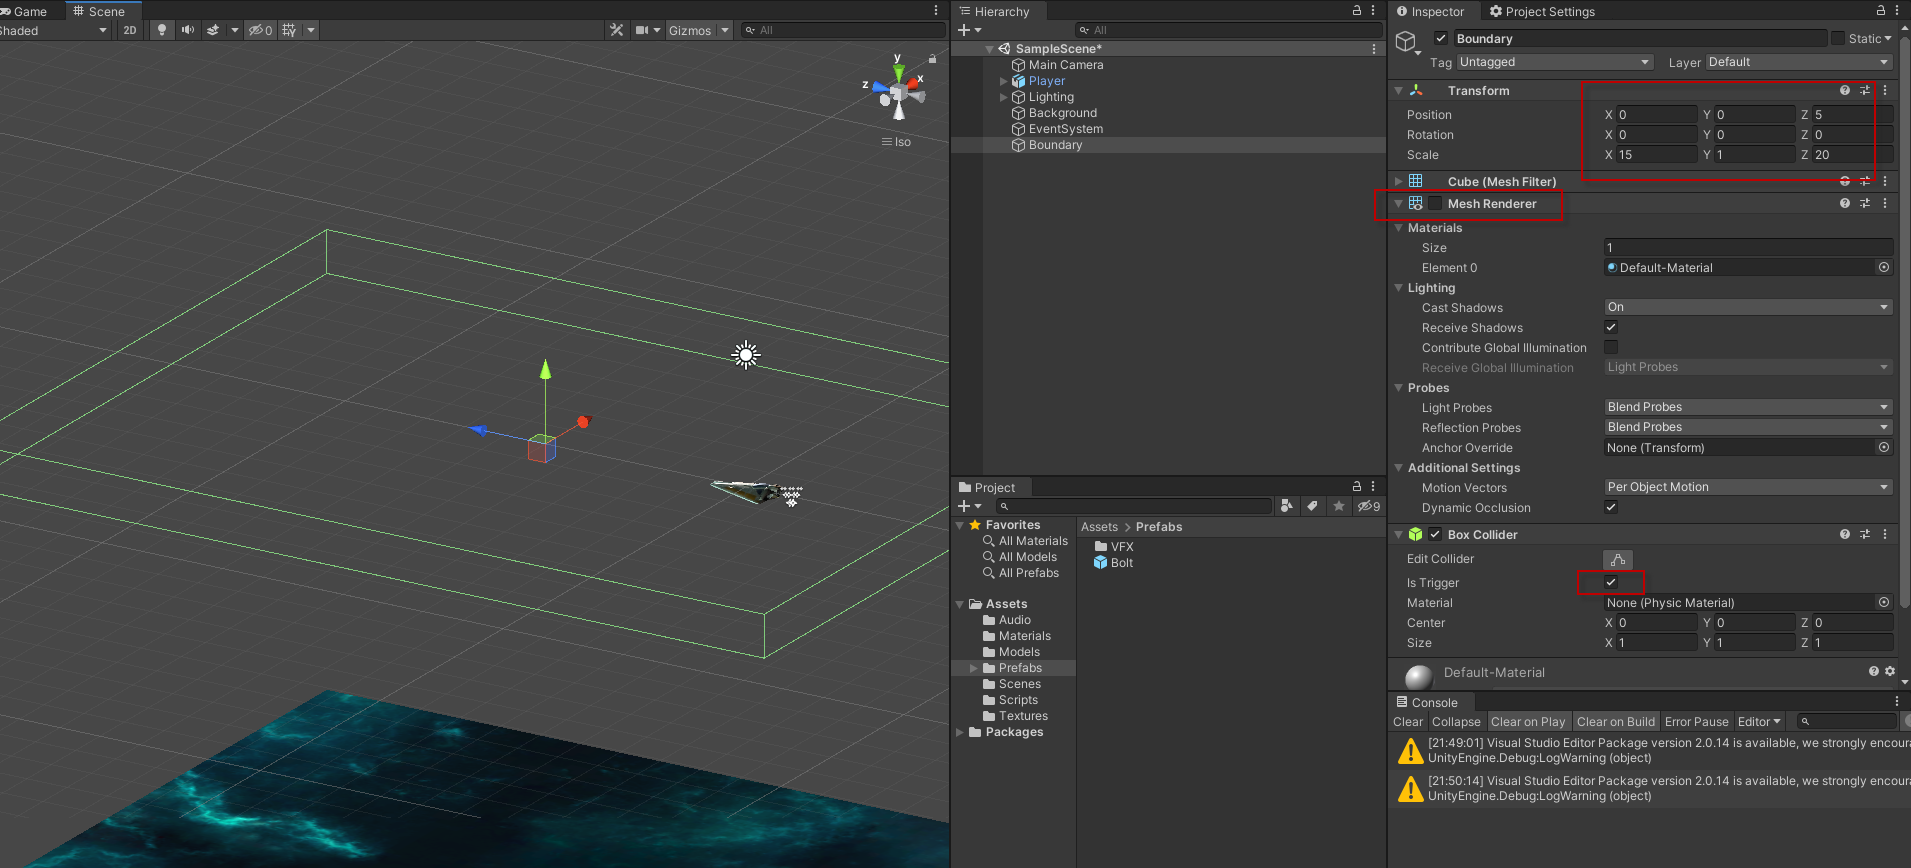 Game
Scene
Shaded
2D
0
Gizmos
All
y
x
z
Iso
Hierarchy
All
SampleScene*
Main Camera
Player
Lighting
Background
EventSystem
Boundary
Project
9
Favorites
All Materials
All Models
All Prefabs
Assets
Audio
Materials
Models
Prefabs
Scenes
Scripts
Textures
Packages
Assets > Prefabs
VFX
Bolt
Inspector
Project Settings
Boundary
Static
Tag Untagged Layer Default
Transform
Position X 0 Y 0 Z 5
Rotation X 0 Y 0 Z 0
Scale X 15 Y 1 Z 20
Cube (Mesh Filter)
Mesh Renderer
Materials
Size 1
Element 0 Default-Material
Lighting
Cast Shadows On
Receive Shadows
Contribute Global Illumination
Receive Global Illumination Light Probes
Probes
Light Probes Blend Probes
Reflection Probes Blend Probes
Anchor Override None (Transform)
Additional Settings
Motion Vectors Per Object Motion
Dynamic Occlusion
Box Collider
Edit Collider
Is Trigger
Material None (Physic Material)
Center X 0 Y 0 Z 0
Size X 1 Y 1 Z 1
Default-Material
Console
Clear Collapse Clear on Play Clear on Build Error Pause Editor
[21:49:01] Visual Studio Editor Package version 2.0.14 is available, we strongly encour
UnityEngine.Debug:LogWarning (object)
[21:50:14] Visual Studio Editor Package version 2.0.14 is available, we strongly encour
UnityEngine.Debug:LogWarning (object)